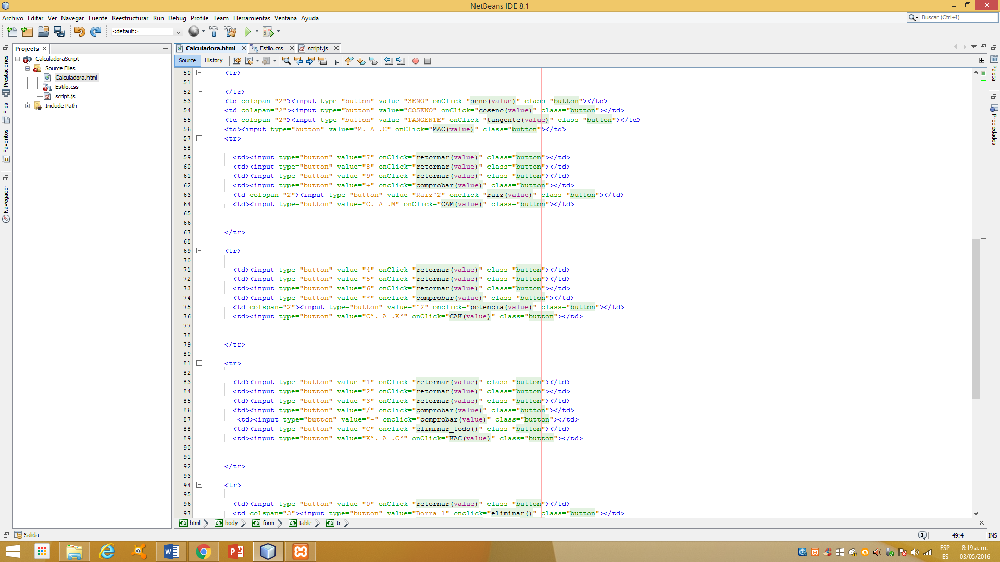 NetBeans IDE 8.1
Archivo Editar Ver Navegar Fuente Reestructurar Run Debug Profile Team Herramientas Ventana Ayuda
Buscar (Ctrl+I)
<default>
Projects
Calculadora.html Estilo.css script.js
Source History
CalculadoraScript
Source Files
Calculadora.html
Estilo.css
script.js
Include Path
Prestaciones
Files
Favoritos
Navegador
Paleta
Propiedades
50 <tr>
51
52 </tr>
53 <td colspan="2"><input type="button" value="SENO" onClick="seno(value)" class="button"></td>
54 <td colspan="2"><input type="button" value="COSENO" onClick="coseno(value)" class="button"></td>
55 <td colspan="2"><input type="button" value="TANGENTE" onClick="tangente(value)" class="button"></td>
56 <td><input type="button" value="M. A .C" onClick="MAC(value)" class="button"></td>
57 <tr>
58
59 <td><input type="button" value="7" onClick="retornar(value)" class="button"></td>
60 <td><input type="button" value="8" onClick="retornar(value)" class="button"></td>
61 <td><input type="button" value="9" onClick="retornar(value)" class="button"></td>
62 <td><input type="button" value="+" onclick="comprobar(value)" class="button"></td>
63 <td colspan="2"><input type="button" value="Raiz^2" onclick="raiz(value)" class="button"></td>
64 <td><input type="button" value="C. A .M" onClick="CAM(value)" class="button"></td>
65
66
67 </tr>
68
69 <tr>
70
71 <td><input type="button" value="4" onClick="retornar(value)" class="button"></td>
72 <td><input type="button" value="5" onClick="retornar(value)" class="button"></td>
73 <td><input type="button" value="6" onClick="retornar(value)" class="button"></td>
74 <td><input type="button" value="*" onclick="comprobar(value)" class="button"></td>
75 <td colspan="2"><input type="button" value="^2" onclick="potencia(value)" class="button"></td>
76 <td><input type="button" value="C°. A .K°" onClick="CAK(value)" class="button"></td>
77
78
79 </tr>
80
81 <tr>
82
83 <td><input type="button" value="1" onClick="retornar(value)" class="button"></td>
84 <td><input type="button" value="2" onClick="retornar(value)" class="button"></td>
85 <td><input type="button" value="3" onClick="retornar(value)" class="button"></td>
86 <td><input type="button" value="/" onclick="comprobar(value)" class="button"></td>
87 <td><input type="button" value="-" onclick="comprobar(value)" class="button"></td>
88 <td><input type="button" value="C" onclick="eliminar_todo()" class="button"></td>
89 <td><input type="button" value="K°. A .C°" onClick="KAC(value)" class="button"></td>
90
91
92 </tr>
93
94 <tr>
95
96 <td><input type="button" value="0" onClick="retornar(value)" class="button"></td>
97 <td colspan="3"><input type="button" value="Borra 1" onclick="eliminar()" class="button"></td>
html body form table tr
Salida
1
49:4
INS
ESP
ES
8:19 a. m.
03/05/2016